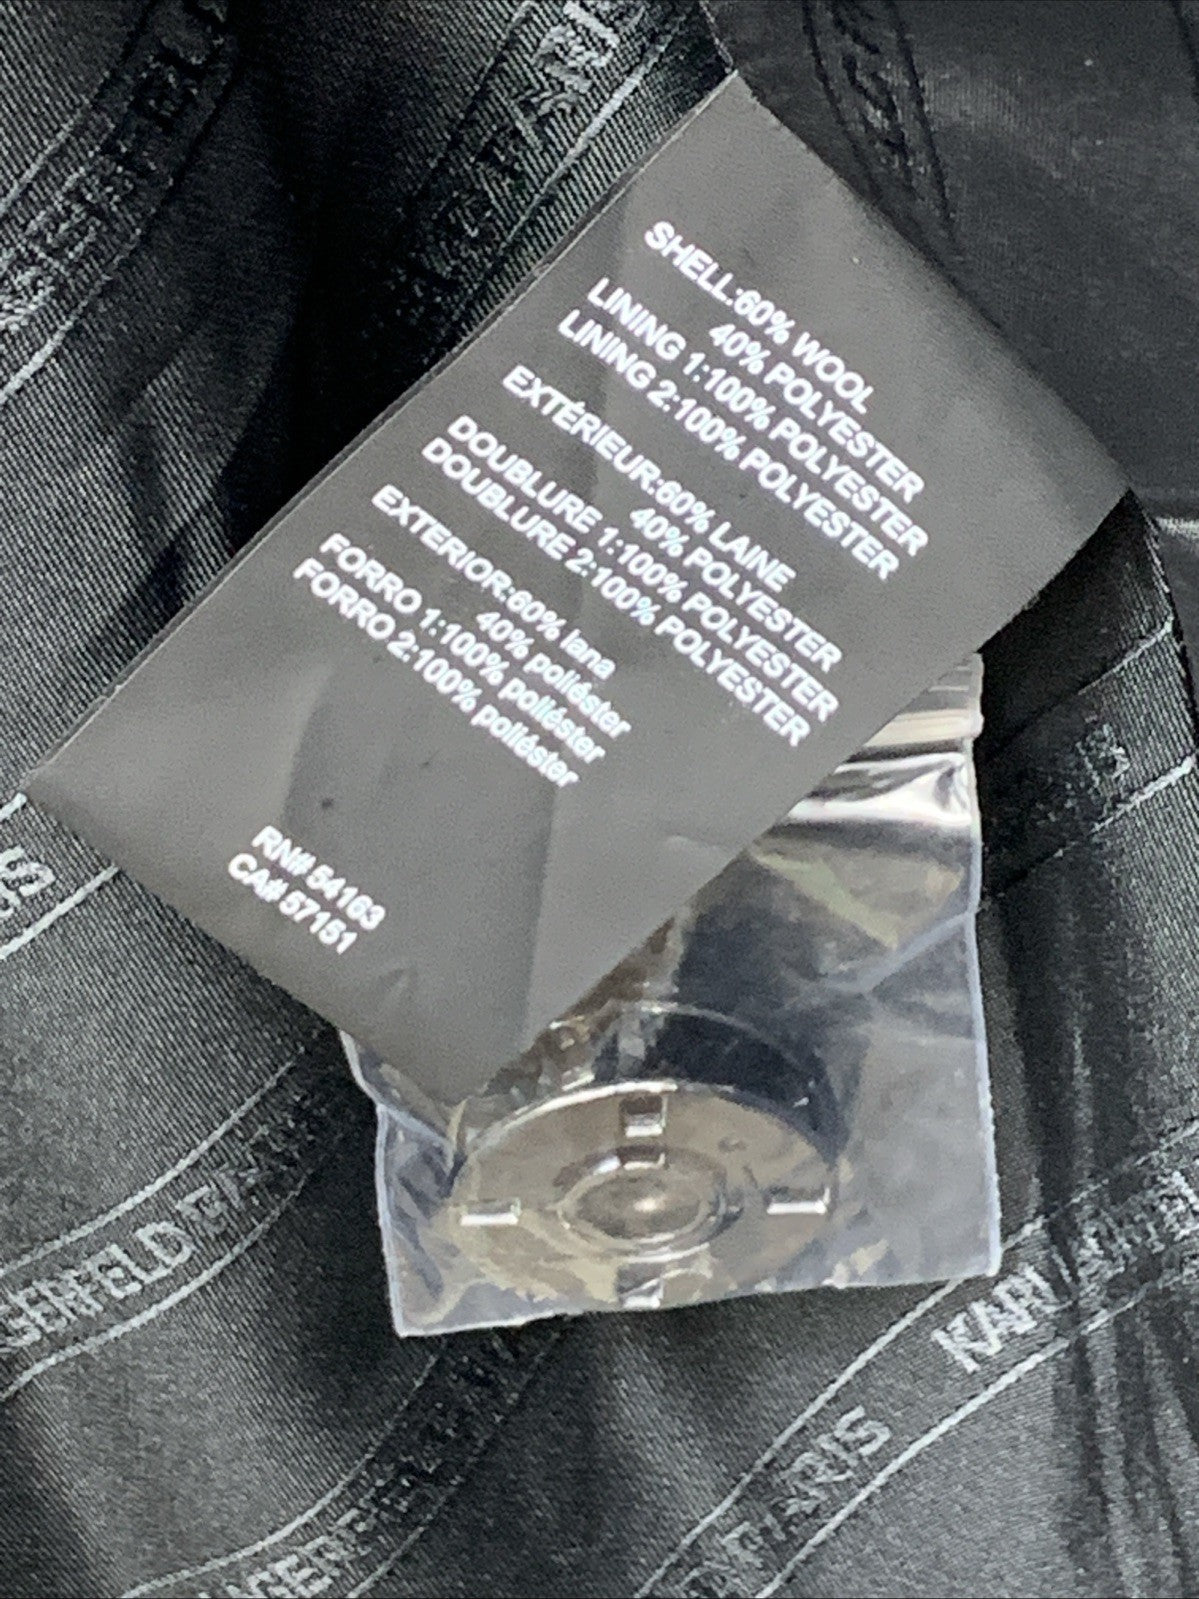 SHELL:60% WOOL
40% POLYESTER
LINING 1:100% POLYESTER
LINING 2:100% POLYESTER
EXTÉRIEUR:60% LAINE
40% POLYESTER
DOUBLURE 1:100% POLYESTER
DOUBLURE 2:100% POLYESTER
EXTERIOR:60% lana
40% poliéster
FORRO 1:100% poliéster
FORRO 2:100% poliéster
RN# 54163
CA# 57151
KARL
PARIS